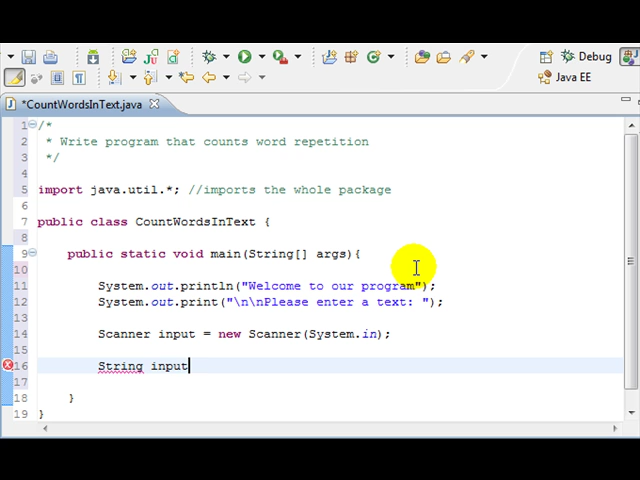 Debug
Java EE
*CountWordsInText.java
1 /*
2 * Write program that counts word repetition
3 */
4
5 import java.util.*; //imports the whole package
6
7 public class CountWordsInText {
8
9 public static void main(String[] args){
10
11 System.out.println("Welcome to our program");
12 System.out.print("\n\nPlease enter a text: ");
13
14 Scanner input = new Scanner(System.in);
15
16 String input
17
18 }
19 }